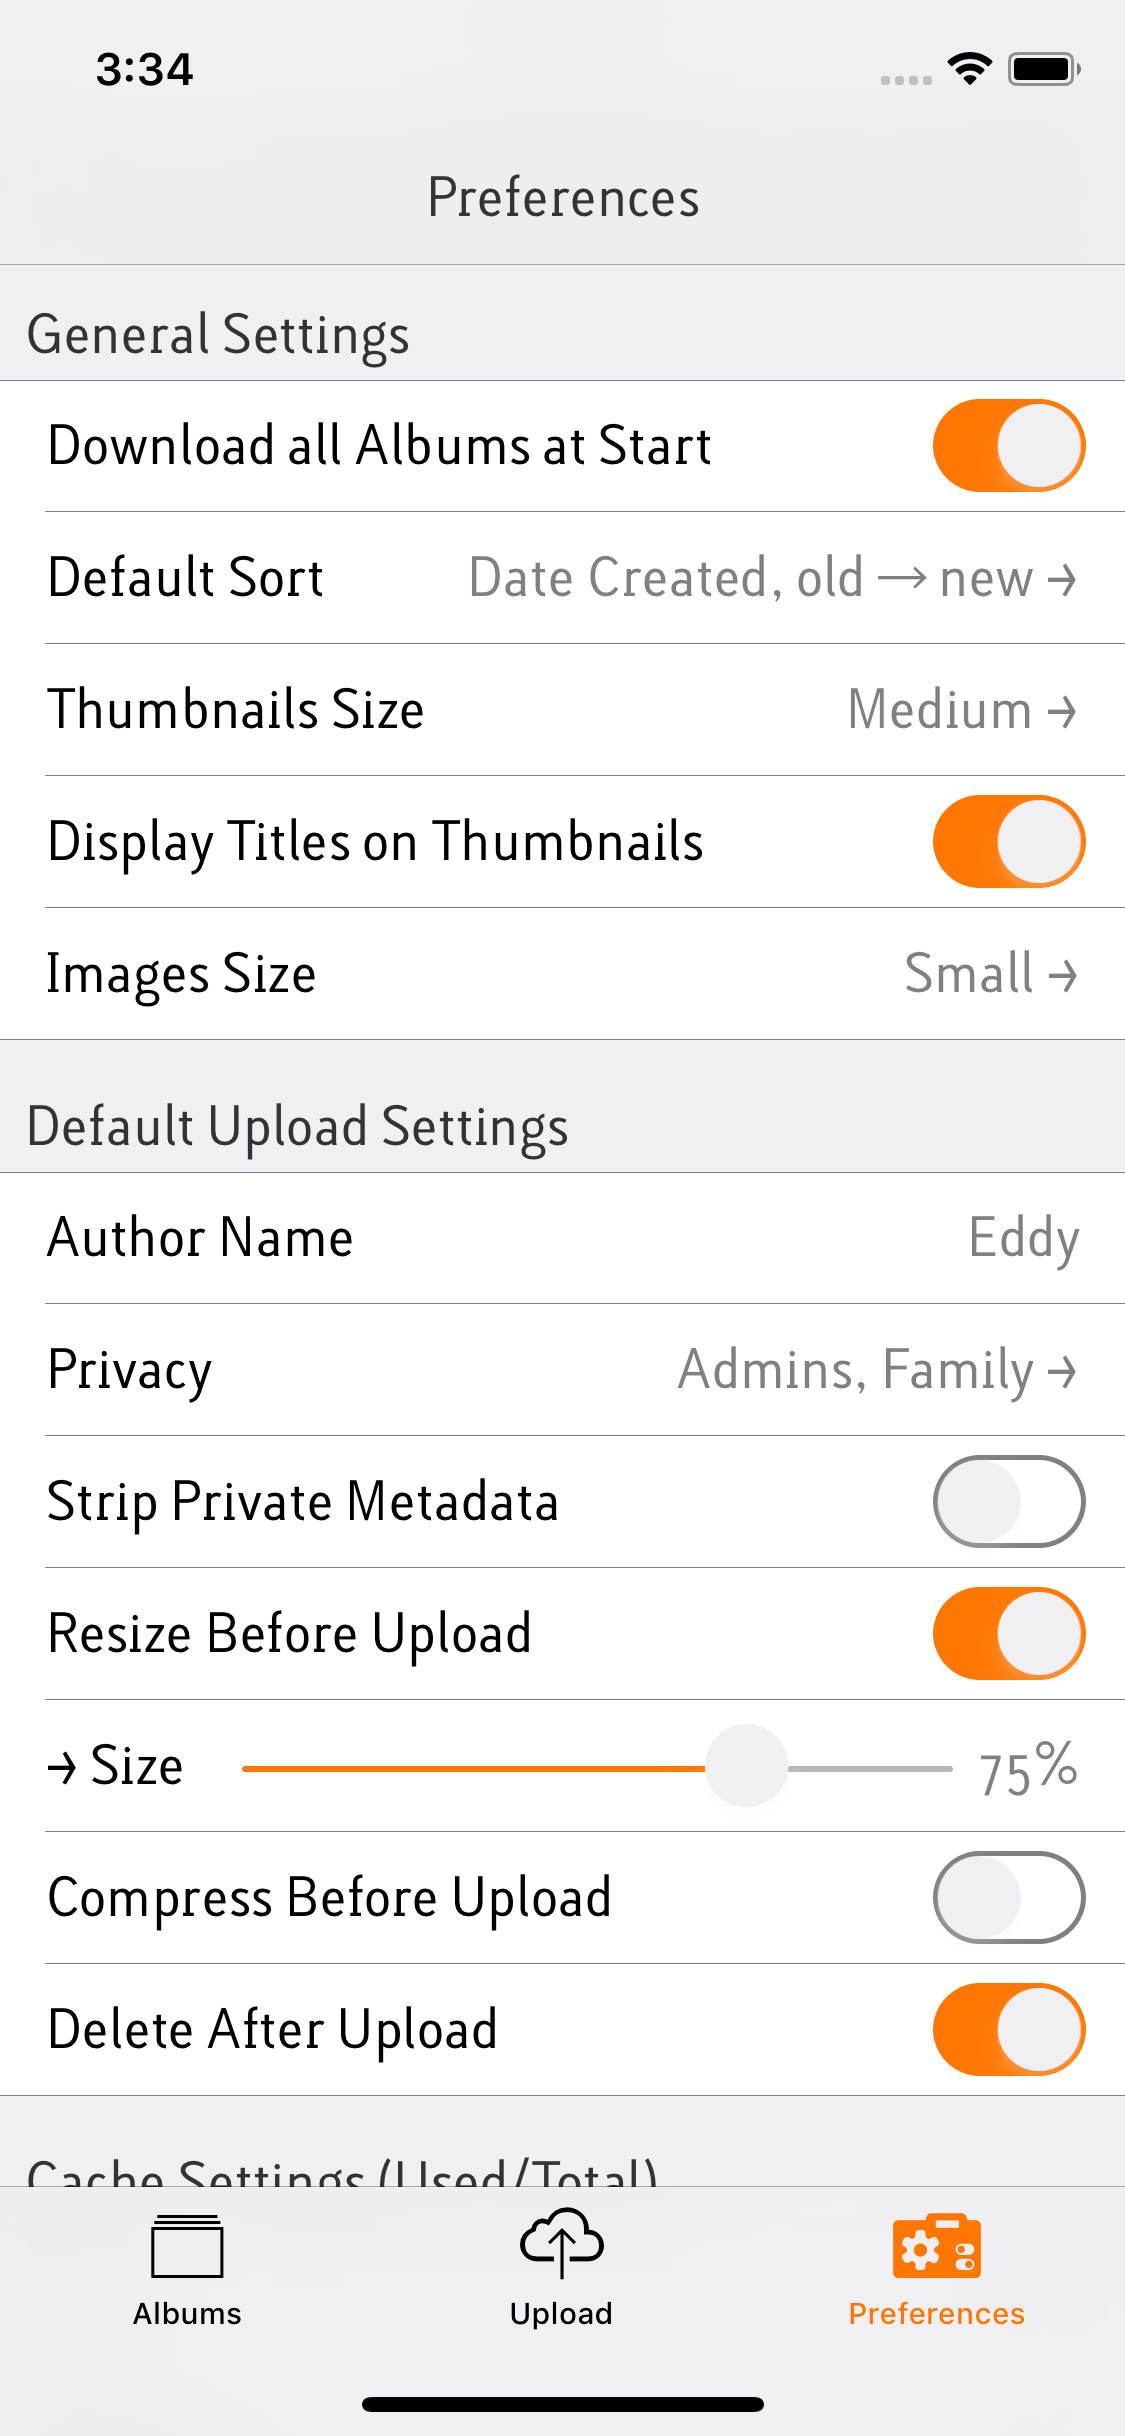 3:34
Preferences
General Settings
Download all Albums at Start
Default Sort Date Created, old → new →
Thumbnails Size Medium →
Display Titles on Thumbnails
Images Size Small →
Default Upload Settings
Author Name Eddy
Privacy Admins, Family →
Strip Private Metadata
Resize Before Upload
→ Size 75%
Compress Before Upload
Delete After Upload
Cache Settings (Used/Total)
Albums Upload Preferences